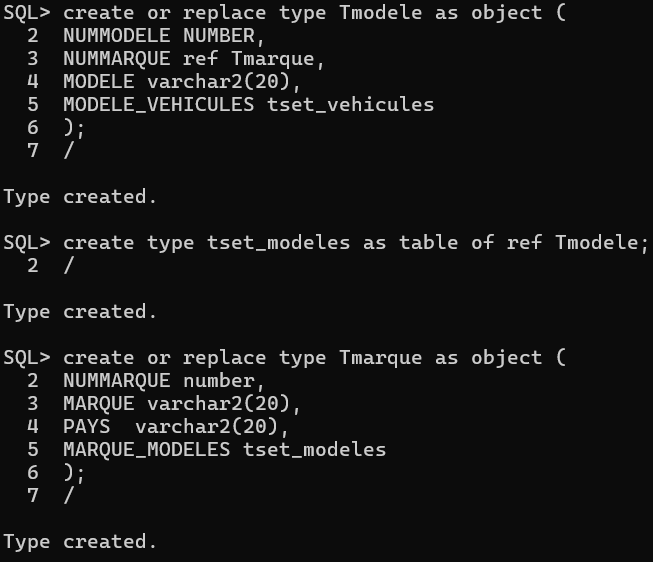 SQL> create or replace type Tmodele as object (
  2  NUMMODELE NUMBER,
  3  NUMMARQUE ref Tmarque,
  4  MODELE varchar2(20),
  5  MODELE_VEHICULES tset_vehicules
  6  );
  7  /
Type created.
SQL> create type tset_modeles as table of ref Tmodele;
  2  /
Type created.
SQL> create or replace type Tmarque as object (
  2  NUMMARQUE number,
  3  MARQUE varchar2(20),
  4  PAYS  varchar2(20),
  5  MARQUE_MODELES tset_modeles
  6  );
  7  /
Type created.